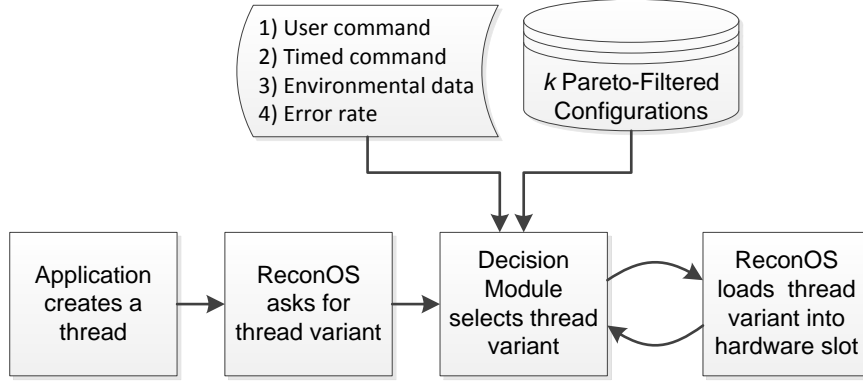 1) User command
2) Timed command
3) Environmental data
4) Error rate
k Pareto-Filtered
Configurations
Application
creates a
thread
ReconOS
asks for
thread variant
Decision
Module
selects thread
variant
ReconOS
loads thread
variant into
hardware slot